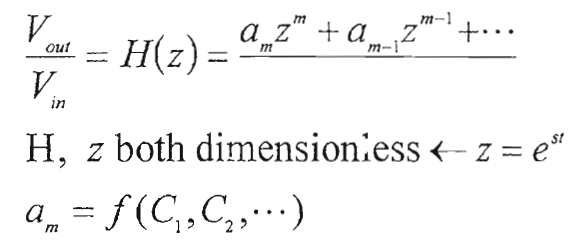 V_out / V_in = H(z) = a_m z^m + a_{m-1} z^{m-1} + ⋯
H, z both dimensionless ← z = e^{st}
a_m = f(C_1, C_2, ⋯)